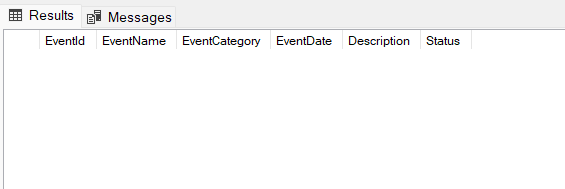 Results Messages
EventId EventName EventCategory EventDate Description Status